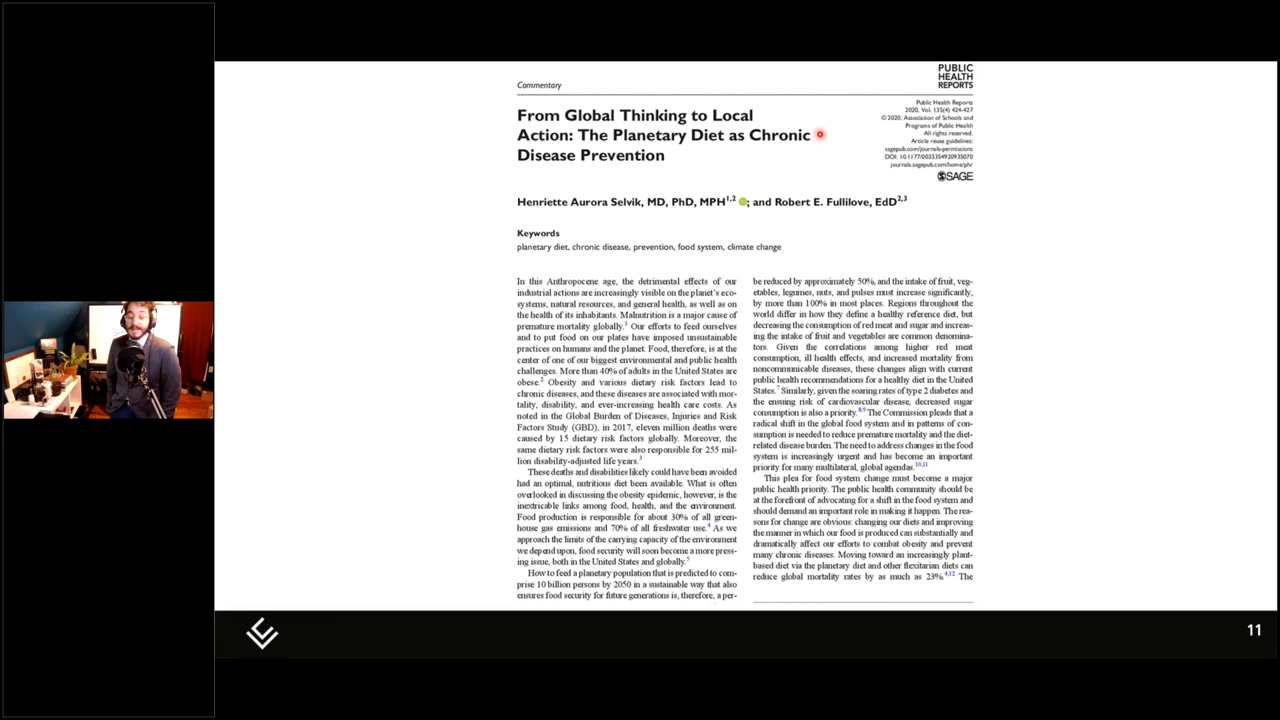 Commentary
PUBLIC
HEALTH
REPORTS
From Global Thinking to Local
Action: The Planetary Diet as Chronic
Disease Prevention
Public Health Reports
2020, Vol. 135(4) 424-427
© 2020, Association of Schools and
Programs of Public Health
All rights reserved.
Article reuse guidelines:
sagepub.com/journals-permissions
DOI: 10.1177/0033354920935070
journals.sagepub.com/home/phr
SAGE
Henriette Aurora Selvik, MD, PhD, MPH1,2 ; and Robert E. Fullilove, EdD2,3
Keywords
planetary diet, chronic disease, prevention, food system, climate change
In this Anthropocene age, the detrimental effects of our
industrial actions are increasingly visible on the planet's eco-
systems, natural resources, and general health, as well as on
the health of its inhabitants. Malnutrition is a major cause of
premature mortality globally.1 Our efforts to feed ourselves
and to put food on our plates have imposed unsustainable
practices on humans and the planet. Food, therefore, is at the
center of one of our biggest environmental and public health
challenges. More than 40% of adults in the United States are
obese.2 Obesity and various dietary risk factors lead to
chronic diseases, and these diseases are associated with mor-
tality, disability, and ever-increasing health care costs. As
noted in the Global Burden of Diseases, Injuries and Risk
Factors Study (GBD), in 2017, eleven million deaths were
caused by 15 dietary risk factors globally. Moreover, the
same dietary risk factors were also responsible for 255 mil-
lion disability-adjusted life years.3
These deaths and disabilities likely could have been avoided
had an optimal, nutritious diet been available. What is often
overlooked in discussing the obesity epidemic, however, is the
inextricable links among food, health, and the environment.
Food production is responsible for about 30% of all green-
house gas emissions and 70% of all freshwater use.4 As we
approach the limits of the carrying capacity of the environment
we depend upon, food security will soon become a more press-
ing issue, both in the United States and globally.5
How to feed a planetary population that is predicted to com-
prise 10 billion persons by 2050 in a sustainable way that also
ensures food security for future generations is, therefore, a per-
be reduced by approximately 50%, and the intake of fruit, veg-
etables, legumes, nuts, and pulses must increase significantly,
by more than 100% in most places. Regions throughout the
world differ in how they define a healthy reference diet, but
decreasing the consumption of red meat and sugar and increas-
ing the intake of fruit and vegetables are common denomina-
tors. Given the correlations among higher red meat
consumption, ill health effects, and increased mortality from
noncommunicable diseases, these changes align with current
public health recommendations for a healthy diet in the United
States.7 Similarly, given the soaring rates of type 2 diabetes and
the ensuing risk of cardiovascular disease, decreased sugar
consumption is also a priority.8,9 The Commission pleads that a
radical shift in the global food system and in patterns of con-
sumption is needed to reduce premature mortality and the diet-
related disease burden. The need to address changes in the food
system is increasingly urgent and has become an important
priority for many multilateral, global agendas.10,11
This plea for food system change must become a major
public health priority. The public health community should be
at the forefront of advocating for a shift in the food system and
should demand an important role in making it happen. The rea-
sons for change are obvious: changing our diets and improving
the manner in which our food is produced can substantially and
dramatically affect our efforts to combat obesity and prevent
many chronic diseases. Moving toward an increasingly plant-
based diet via the planetary diet and other flexitarian diets can
reduce global mortality rates by as much as 23%.4,12 The
11